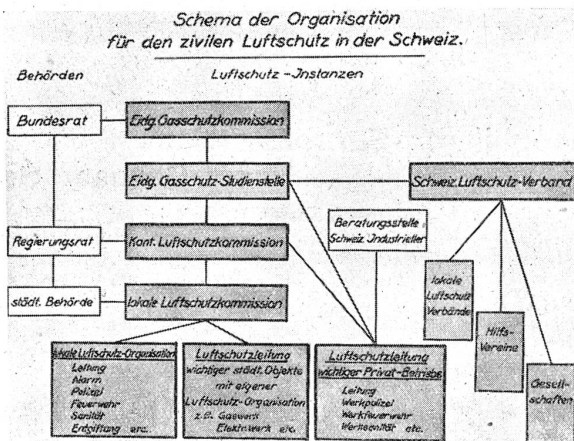 Schema der Organisation
für den zivilen Luftschutz in der Schweiz.
Behörden
Luftschutz-Instanzen
Bundesrat
Eidg. Gasschutzkommission
Eidg. Gasschutz-Studienstelle
Schweiz. Luftschutz-Verband
Beratungsstelle
Schweiz. Industrieller
Regierungsrat
Kant. Luftschutzkommission
städt. Behörde
lokale Luftschutzkommission
lokale
Luftschutz
Verbände
Hilfs-
Vereine
Gesell-
schaften
lokale Luftschutz-Organisation
Leitung
Alarm
Polizei
Feuerwehr
Sanität
Entgiftung etc.
Luftschutzleitung
wichtiger städt. Objekte
mit eigener
Luftschutz-Organisation
z.B. Gaswerk
Elektr. Werk etc.
Luftschutzleitung
wichtiger Privat-Betriebe
Leitung
Werkpolizei
Werkfeuerwehr
Werksanität etc.